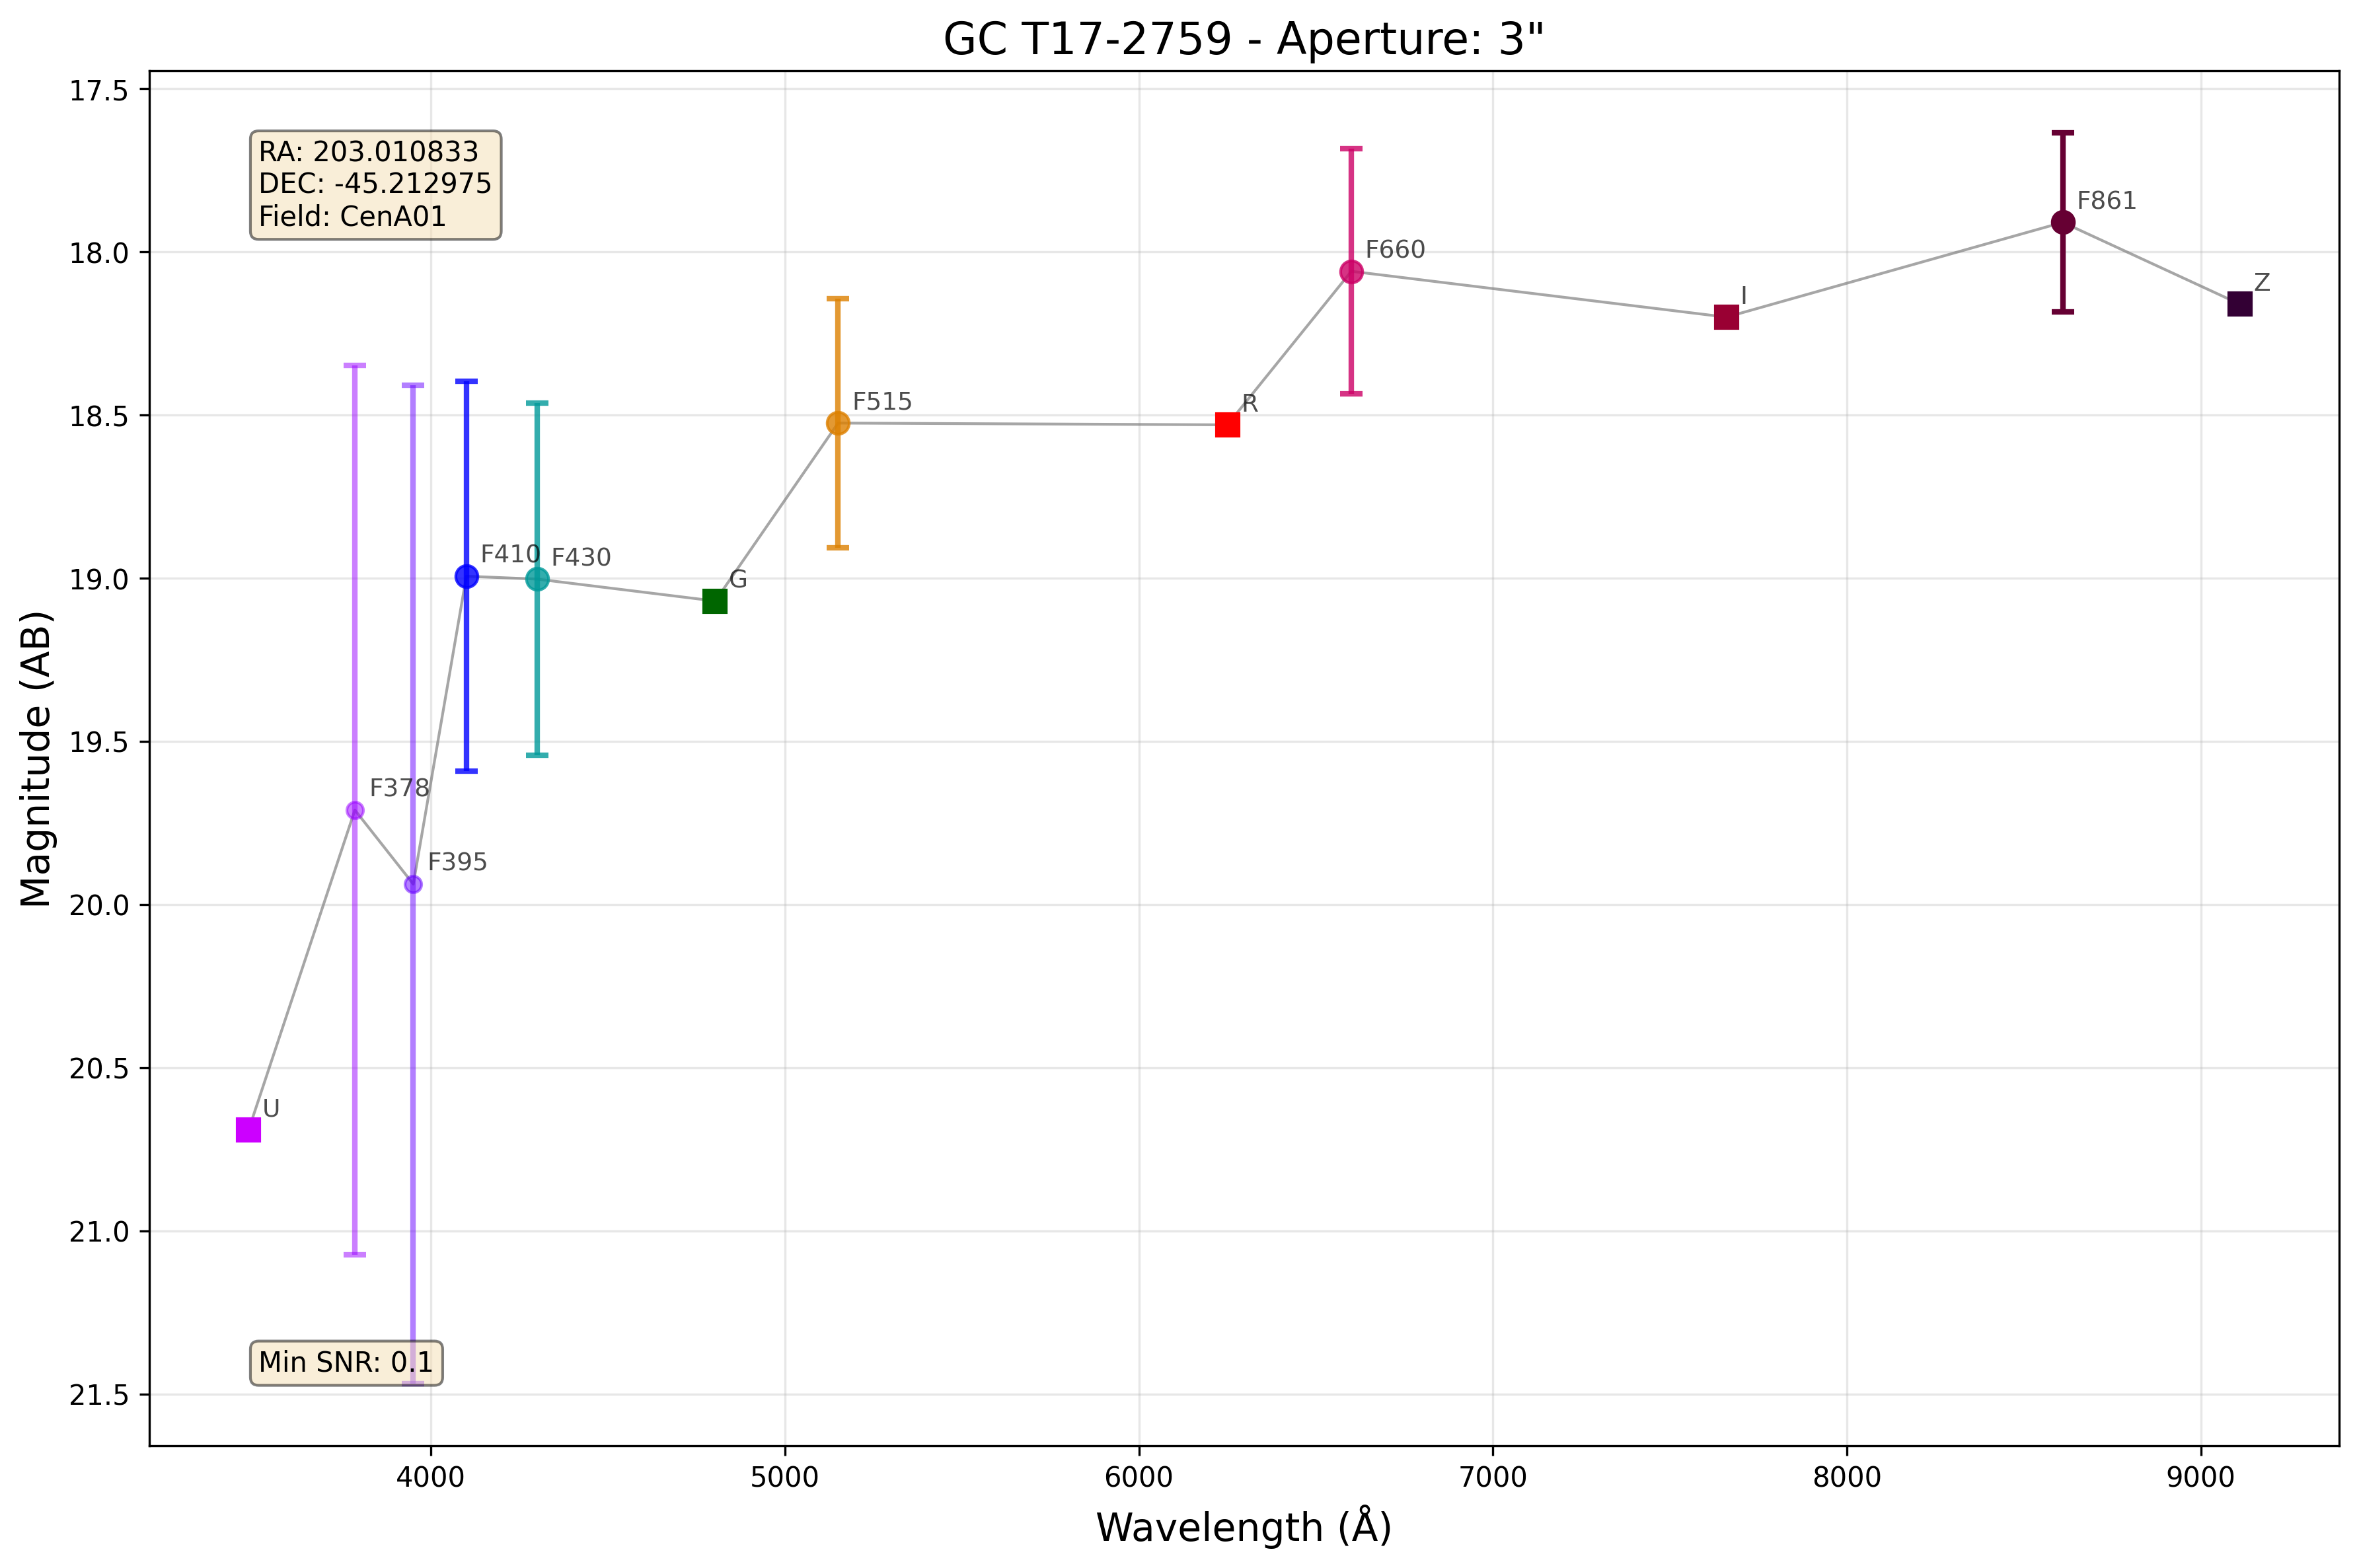 GC T17-2759 - Aperture: 3"
17.5
18.0
18.5
19.0
19.5
20.0
20.5
21.0
21.5
Magnitude (AB)
RA: 203.010833
DEC: -45.212975
Field: CenA01
U
F378
F395
F410
F430
G
F515
R
F660
I
F861
Z
Min SNR: 0.1
4000
5000
6000
7000
8000
9000
Wavelength (Å)